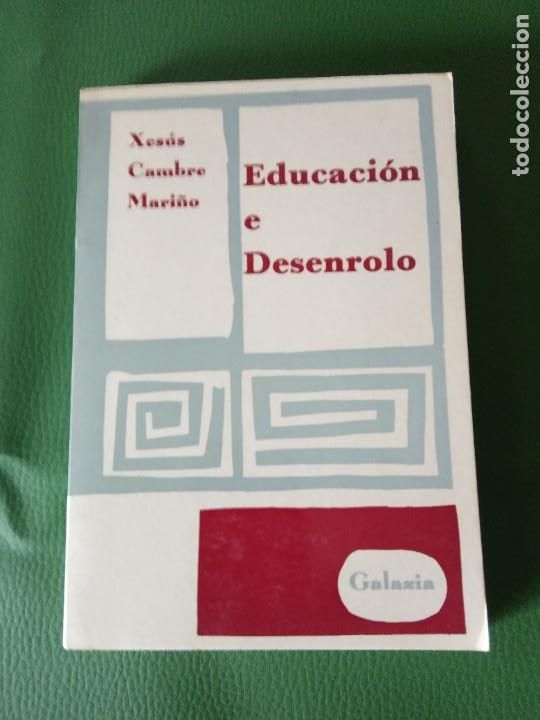 Xesús
Cambre
Mariño
Educación
e
Desenrolo
Galaxia
todocoleccion